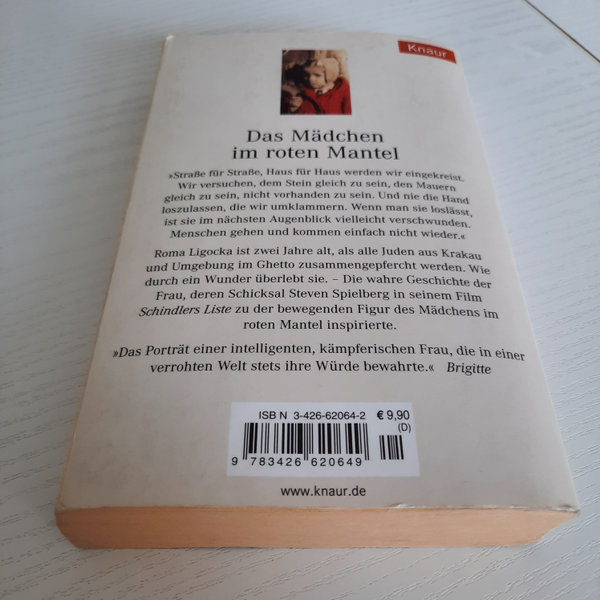 Knaur
Das Mädchen
im roten Mantel
»Straße für Straße, Haus für Haus werden wir eingekreist.
Wir versuchen, dem Stein gleich zu sein, den Mauern
gleich zu sein, nicht vorhanden zu sein. Und nie die Hand
loszulassen, die wir umklammern. Wenn man sie loslässt,
ist sie im nächsten Augenblick vielleicht verschwunden.
Menschen gehen und kommen einfach nicht wieder.«
Roma Ligocka ist zwei Jahre alt, als alle Juden aus Krakau
und Umgebung im Ghetto zusammengepfercht werden. Wie
durch ein Wunder überlebt sie. – Die wahre Geschichte der
Frau, deren Schicksal Steven Spielberg in seinem Film
Schindlers Liste zu der bewegenden Figur des Mädchens im
roten Mantel inspirierte.
»Das Porträt einer intelligenten, kämpferischen Frau, die in einer
verrohten Welt stets ihre Würde bewahrte.« Brigitte
ISBN 3-426-62064-2 € 9,90
(D)
9 783426 620649
www.knaur.de